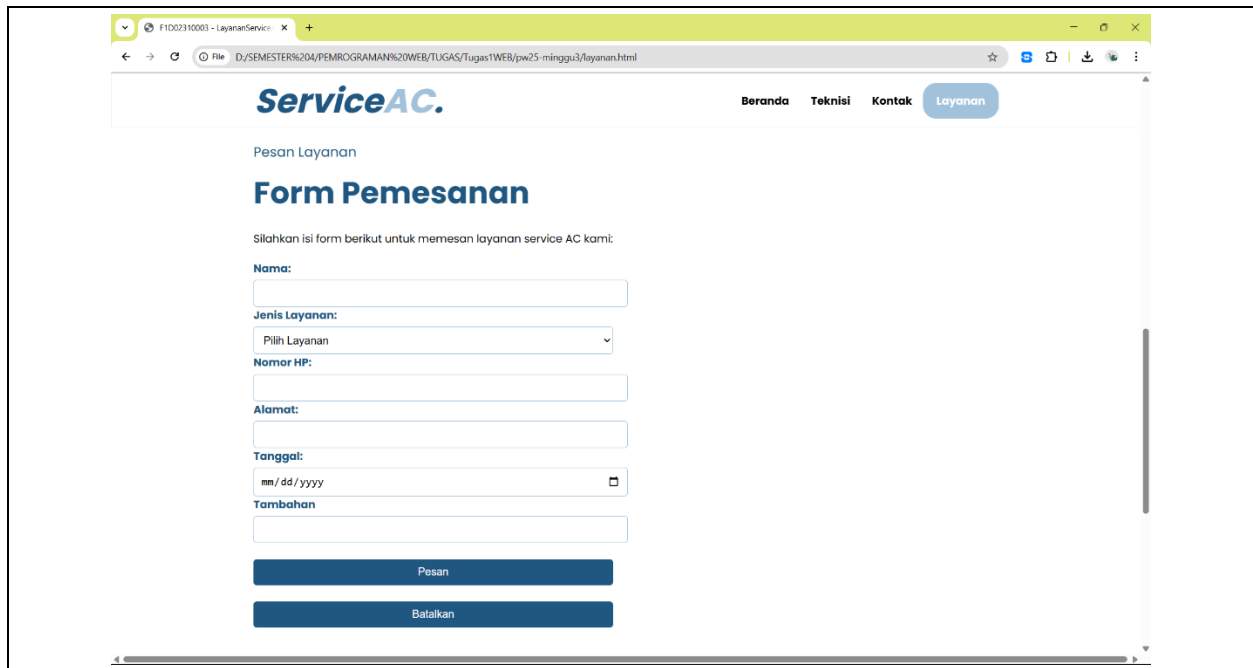 F1D02310003 - LayananService
File D:/SEMESTER%204/PEMROGRAMAN%20WEB/TUGAS/Tugas1WEB/pw25-minggu3/layanan.html
ServiceAC. Beranda Teknisi Kontak Layanan
Pesan Layanan
Form Pemesanan
Silahkan isi form berikut untuk memesan layanan service AC kami:
Nama:
Jenis Layanan:
Pilih Layanan
Nomor HP:
Alamat:
Tanggal:
mm/dd/yyyy
Tambahan
Pesan
Batalkan